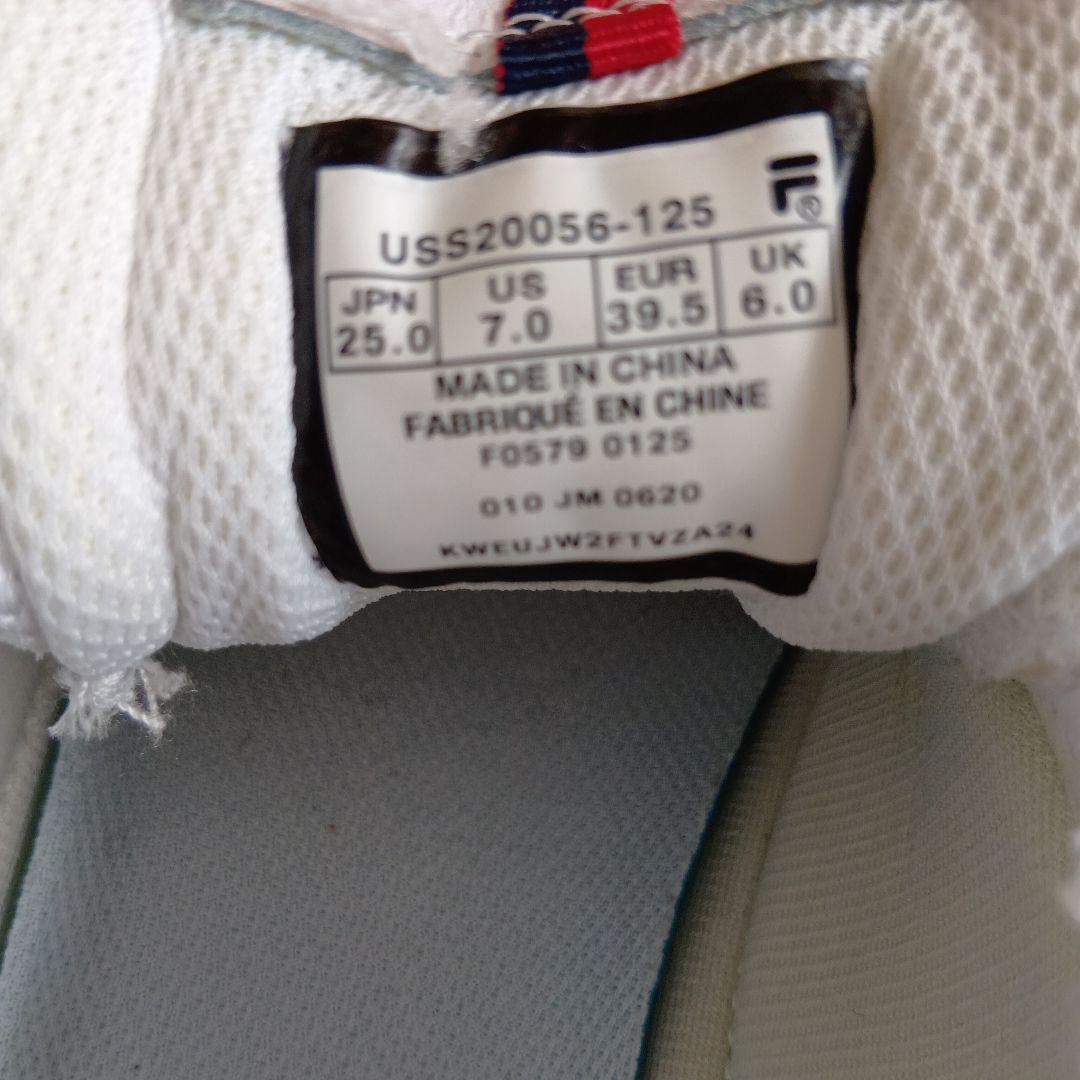 FILA®
USS20056-125
JPN US EUR UK
25.0 7.0 39.5 6.0
MADE IN CHINA
FABRIQUÉ EN CHINE
F0579 0125
010 JM 0620
KWEUJW2FTVZA24